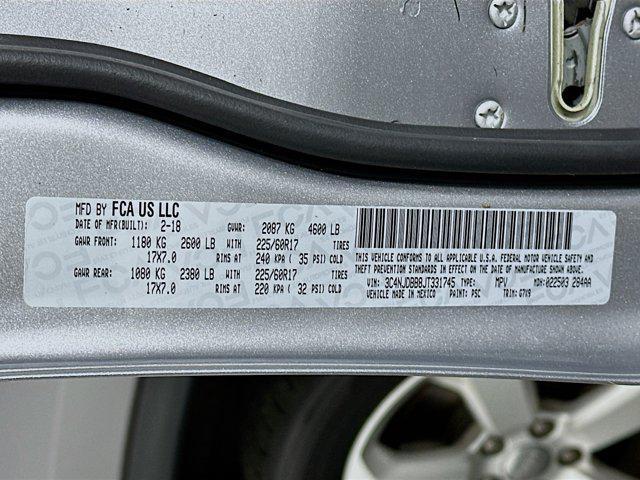 MFD BY FCA US LLC
DATE OF MFR(BUILT): 2-18 GVWR: 2087 KG 4600 LB
GAWR FRONT: 1180 KG 2600 LB WITH 225/60R17 TIRES
17X7.0 RIMS AT 240 KPA ( 35 PSI) COLD
GAWR REAR: 1080 KG 2380 LB WITH 225/60R17 TIRES
17X7.0 RIMS AT 220 KPA ( 32 PSI) COLD
THIS VEHICLE CONFORMS TO ALL APPLICABLE U.S.A. FEDERAL MOTOR VEHICLE SAFETY AND
THEFT PREVENTION STANDARDS IN EFFECT ON THE DATE OF MANUFACTURE SHOWN ABOVE.
VIN: 3C4NJDBB8JT331745 TYPE: MPV MDH: 022503 284AA
VEHICLE MADE IN MEXICO PAINT: PSC TRIM: G7X9